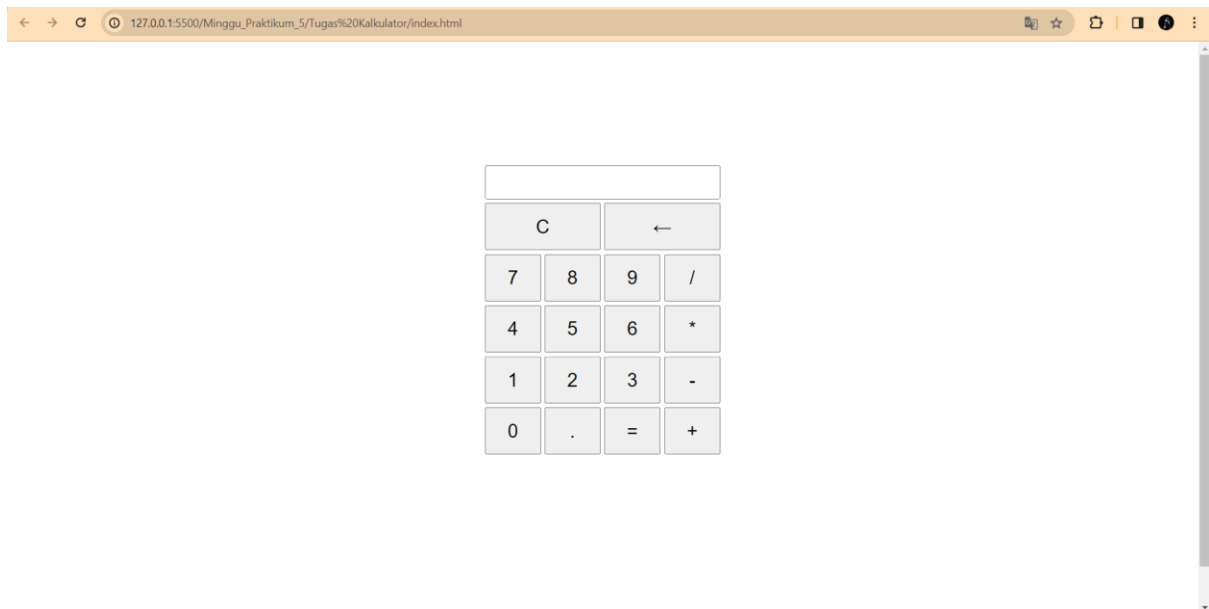 127.0.0.1:5500/Minggu_Praktikum_5/Tugas%20Kalkulator/index.html
C ←
7 8 9 /
4 5 6 *
1 2 3 -
0 . = +